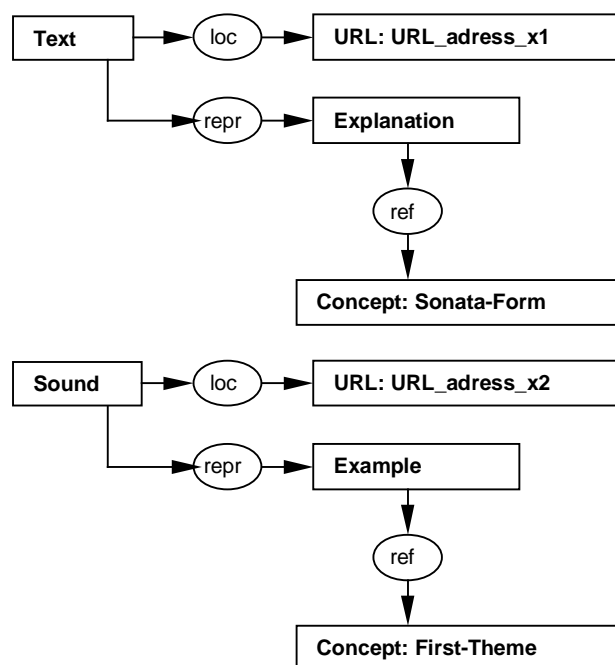 Text loc URL: URL_adress_x1
repr Explanation
ref
Concept: Sonata-Form
Sound loc URL: URL_adress_x2
repr Example
ref
Concept: First-Theme